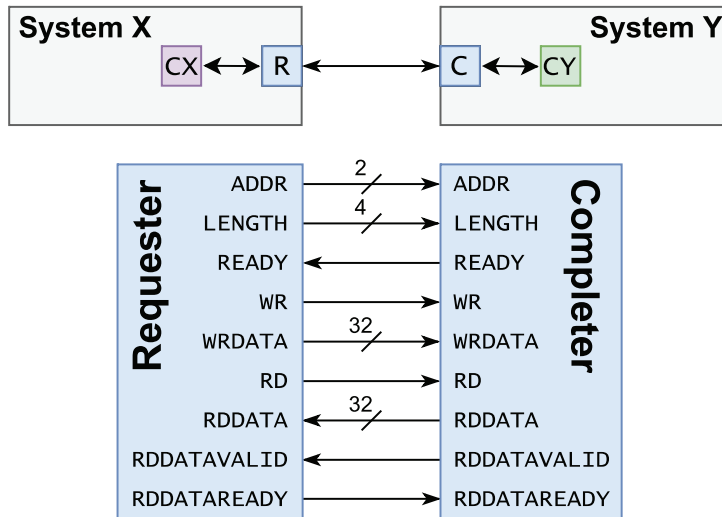 System X
System Y
CX
R
C
CY
Requester
Completer
ADDR
2
ADDR
LENGTH
4
LENGTH
READY
READY
WR
WR
WRDATA
32
WRDATA
RD
RD
RDDATA
32
RDDATA
RDDATAVALID
RDDATAVALID
RDDATAREADY
RDDATAREADY